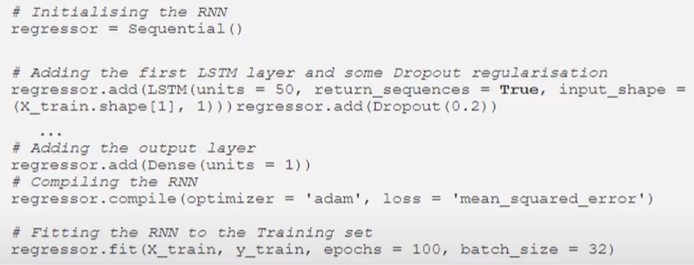 # Initialising the RNN
regressor = Sequential()
# Adding the first LSTM layer and some Dropout regularisation
regressor.add(LSTM(units = 50, return_sequences = True, input_shape =
(X_train.shape[1], 1)))regressor.add(Dropout(0.2))
...
# Adding the output layer
regressor.add(Dense(units = 1))
# Compiling the RNN
regressor.compile(optimizer = 'adam', loss = 'mean_squared_error')
# Fitting the RNN to the Training set
regressor.fit(X_train, y_train, epochs = 100, batch_size = 32)